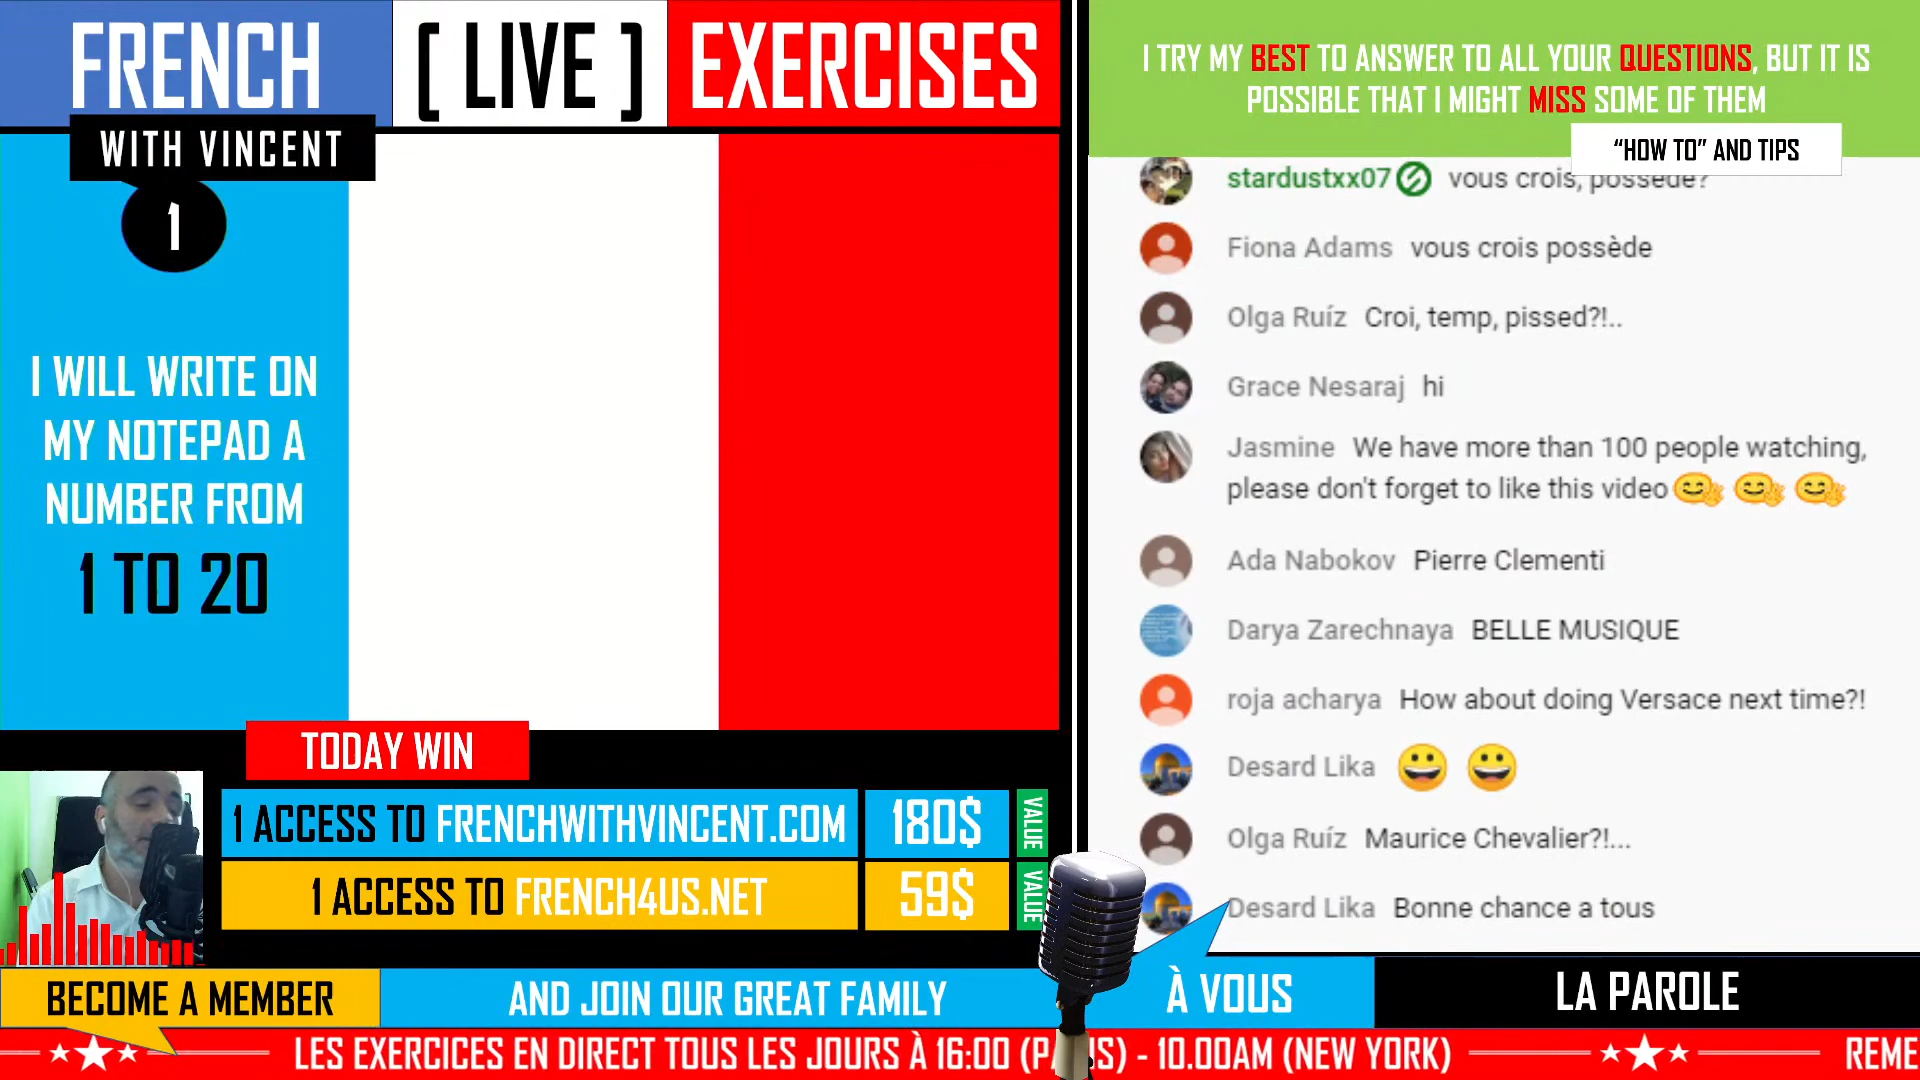 FRENCH
[ LIVE ]
EXERCISES
WITH VINCENT
1
I WILL WRITE ON
MY NOTEPAD A
NUMBER FROM
1 TO 20
TODAY WIN
1 ACCESS TO FRENCHWITHVINCENT.COM
180$
VALUE
1 ACCESS TO FRENCH4US.NET
59$
VALUE
BECOME A MEMBER
AND JOIN OUR GREAT FAMILY
I TRY MY BEST TO ANSWER TO ALL YOUR QUESTIONS, BUT IT IS
POSSIBLE THAT I MIGHT MISS SOME OF THEM
“HOW TO” AND TIPS
stardustxx07 vous crois, possède?
Fiona Adams vous crois possède
Olga Ruíz Croi, temp, pissed?!..
Grace Nesaraj hi
Jasmine We have more than 100 people watching,
please don't forget to like this video
Ada Nabokov Pierre Clementi
Darya Zarechnaya BELLE MUSIQUE
roja acharya How about doing Versace next time?!
Desard Lika
Olga Ruíz Maurice Chevalier?!...
Desard Lika Bonne chance a tous
À VOUS
LA PAROLE
LES EXERCICES EN DIRECT TOUS LES JOURS À 16:00 - 10.00AM (NEW YORK)